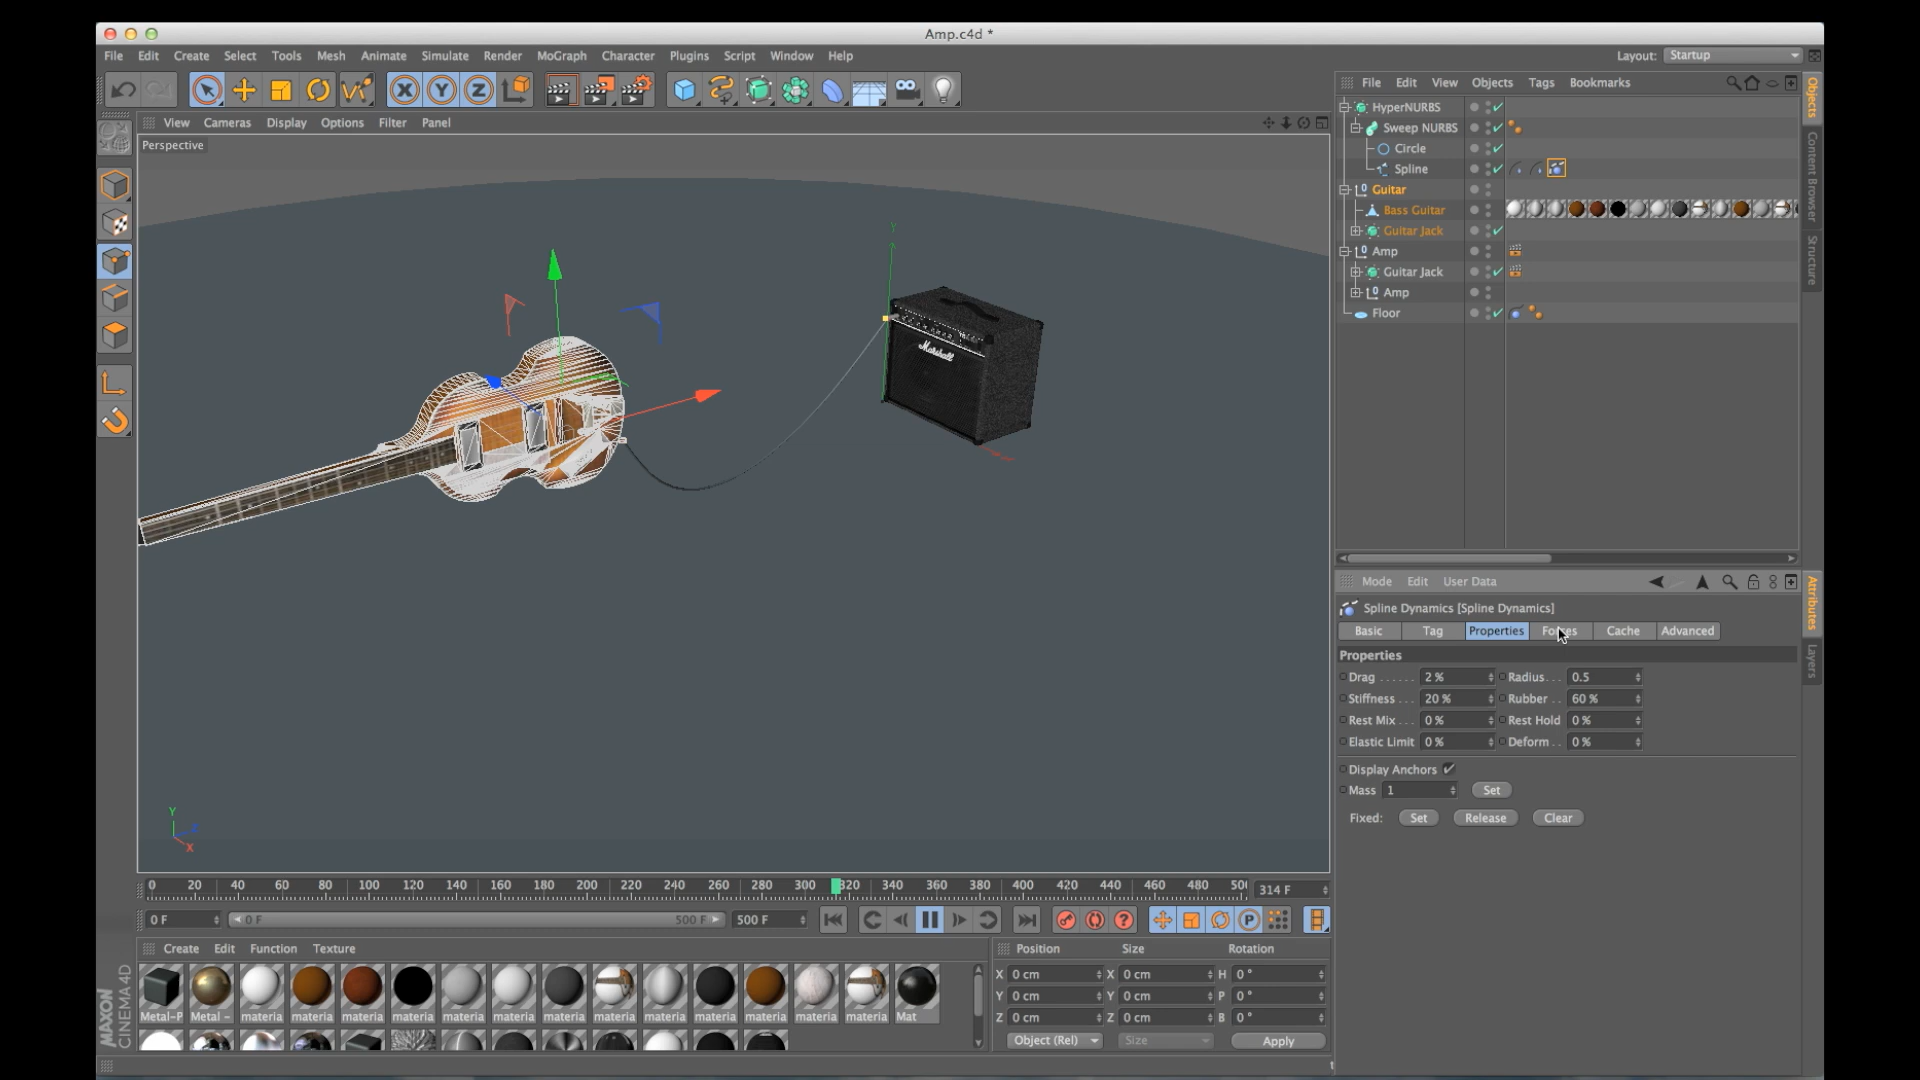 Amp.c4d *
File Edit Create Select Tools Mesh Animate Simulate Render MoGraph Character Plugins Script Window Help
Layout: Startup
View Cameras Display Options Filter Panel
Perspective
Marshall
Y
Y
X
File Edit View Objects Tags Bookmarks
HyperNURBS
Sweep NURBS
Circle
Spline
Guitar
Bass Guitar
Guitar Jack
Amp
Guitar Jack
Amp
Floor
Objects
Content Browser
Structure
Mode Edit User Data
Spline Dynamics [Spline Dynamics]
Basic Tag Properties Forces Cache Advanced
Properties
Drag 2 % Radius 0.5
Stiffness 20 % Rubber 60 %
Rest Mix 0 % Rest Hold 0 %
Elastic Limit 0 % Deform 0 %
Display Anchors
Mass 1 Set
Fixed: Set Release Clear
Attributes
Layers
0 20 40 60 80 100 120 140 160 180 200 220 240 260 280 300 320 340 360 380 400 420 440 460 480 50
314 F
0 F 0 F 500 F 500 F
P
Create Edit Function Texture
Metal-P Metal - materia materia materia materia materia materia materia materia materia materia materia materia materia Mat
MAXON
CINEMA 4D
Position Size Rotation
X 0 cm X 0 cm H 0 °
Y 0 cm Y 0 cm P 0 °
Z 0 cm Z 0 cm B 0 °
Object (Rel) Size Apply